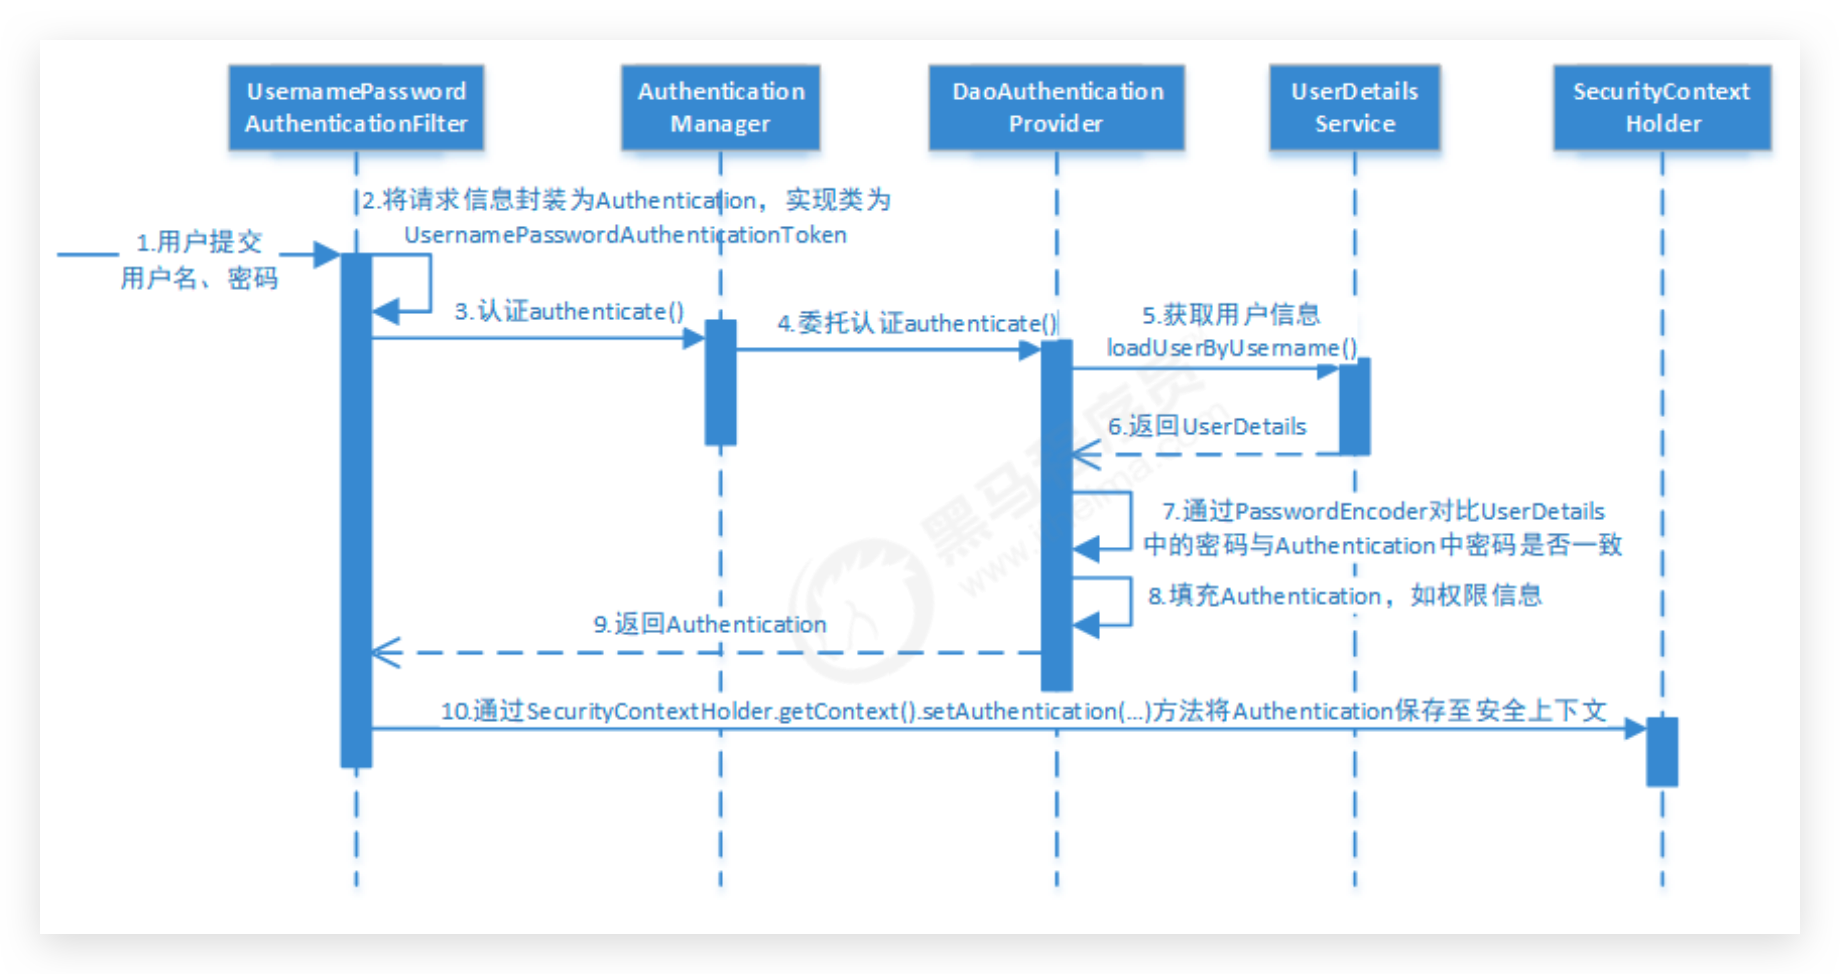 UsernamePassword
AuthenticationFilter
Authentication
Manager
DaoAuthentication
Provider
UserDetails
Service
SecurityContext
Holder
1.用户提交
用户名、密码
2.将请求信息封装为Authentication，实现类为
UsernamePasswordAuthenticationToken
3.认证authenticate()
4.委托认证authenticate()
5.获取用户信息
loadUserByUsername()
6.返回UserDetails
7.通过PasswordEncoder对比UserDetails
中的密码与Authentication中密码是否一致
8.填充Authentication，如权限信息
9.返回Authentication
10.通过SecurityContextHolder.getContext().setAuthentication(...)方法将Authentication保存至安全上下文